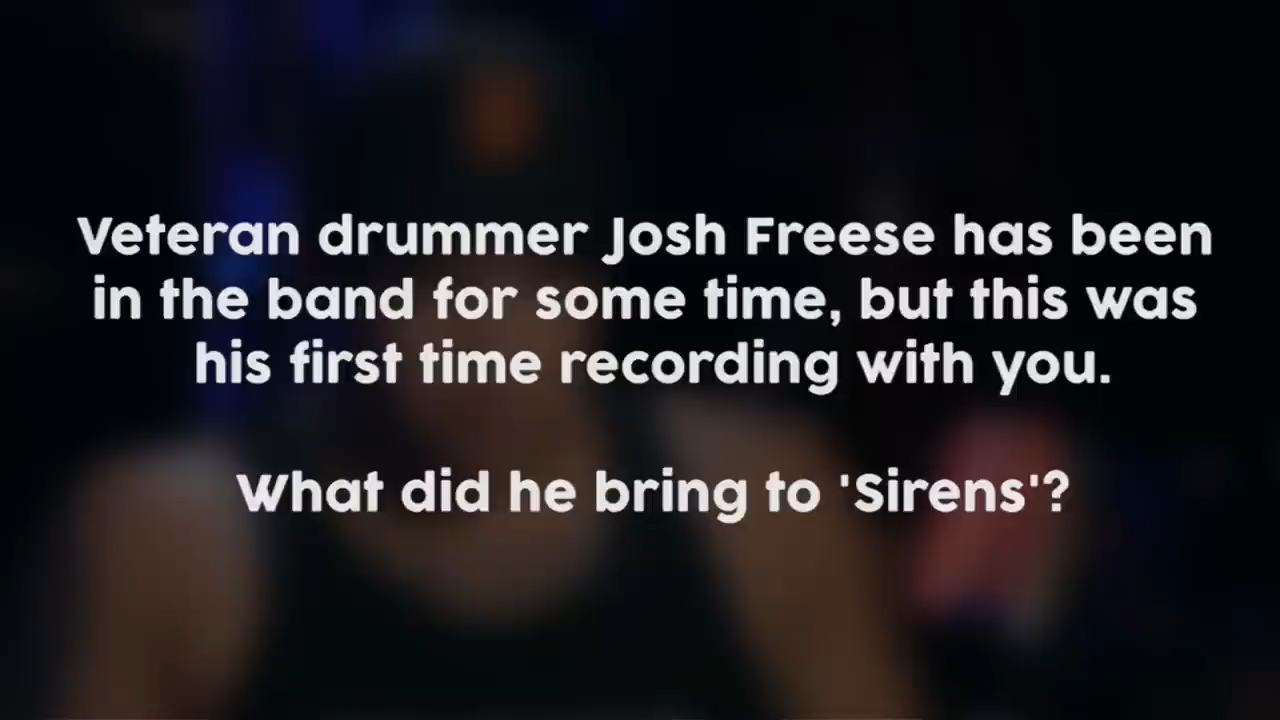 Veteran drummer Josh Freese has been
in the band for some time, but this was
his first time recording with you.
What did he bring to 'Sirens'?